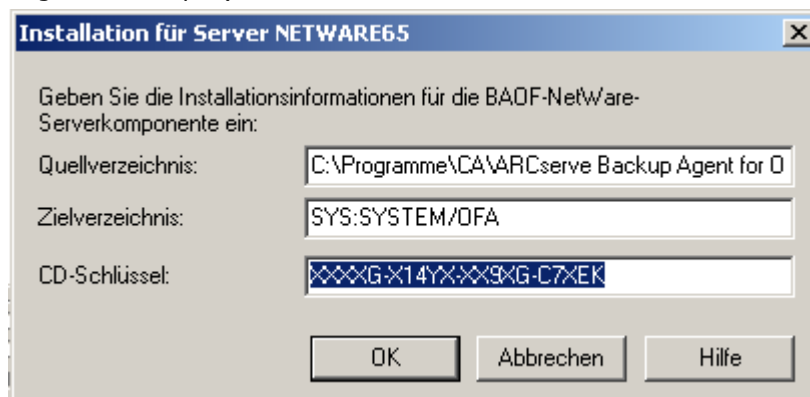 Installation für Server NETWARE65
Geben Sie die Installationsinformationen für die BAOF-NetWare-
Serverkomponente ein:
Quellverzeichnis: C:\Programme\CA\ARCserve Backup Agent for O
Zielverzeichnis: SYS:SYSTEM/OFA
CD-Schlüssel: XXXXG-X14YX-XX9XG-C7XEK
OK Abbrechen Hilfe